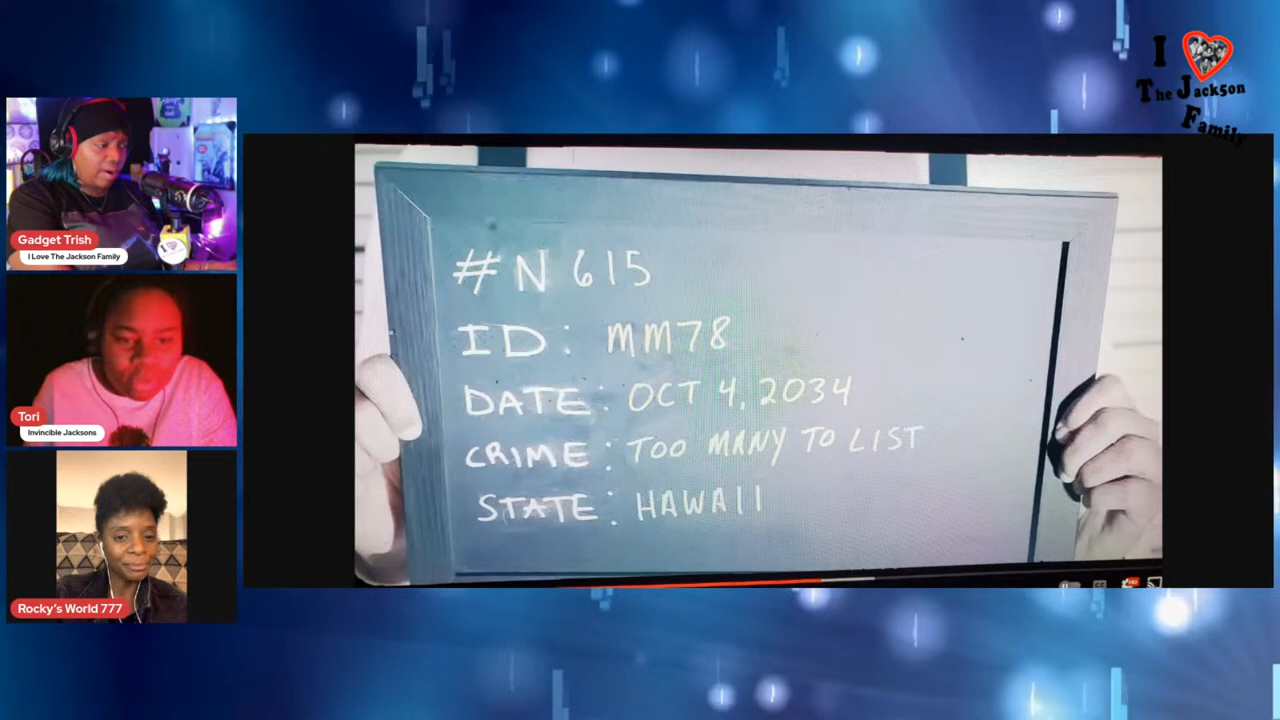 I
The Jack5on
Family
Gadget Trish
I Love The Jackson Family
Tori
Invincible Jacksons
Rocky's World 777
#N 615
ID: MM78
DATE: OCT 4, 2034
CRIME: TOO MANY TO LIST
STATE: HAWAII